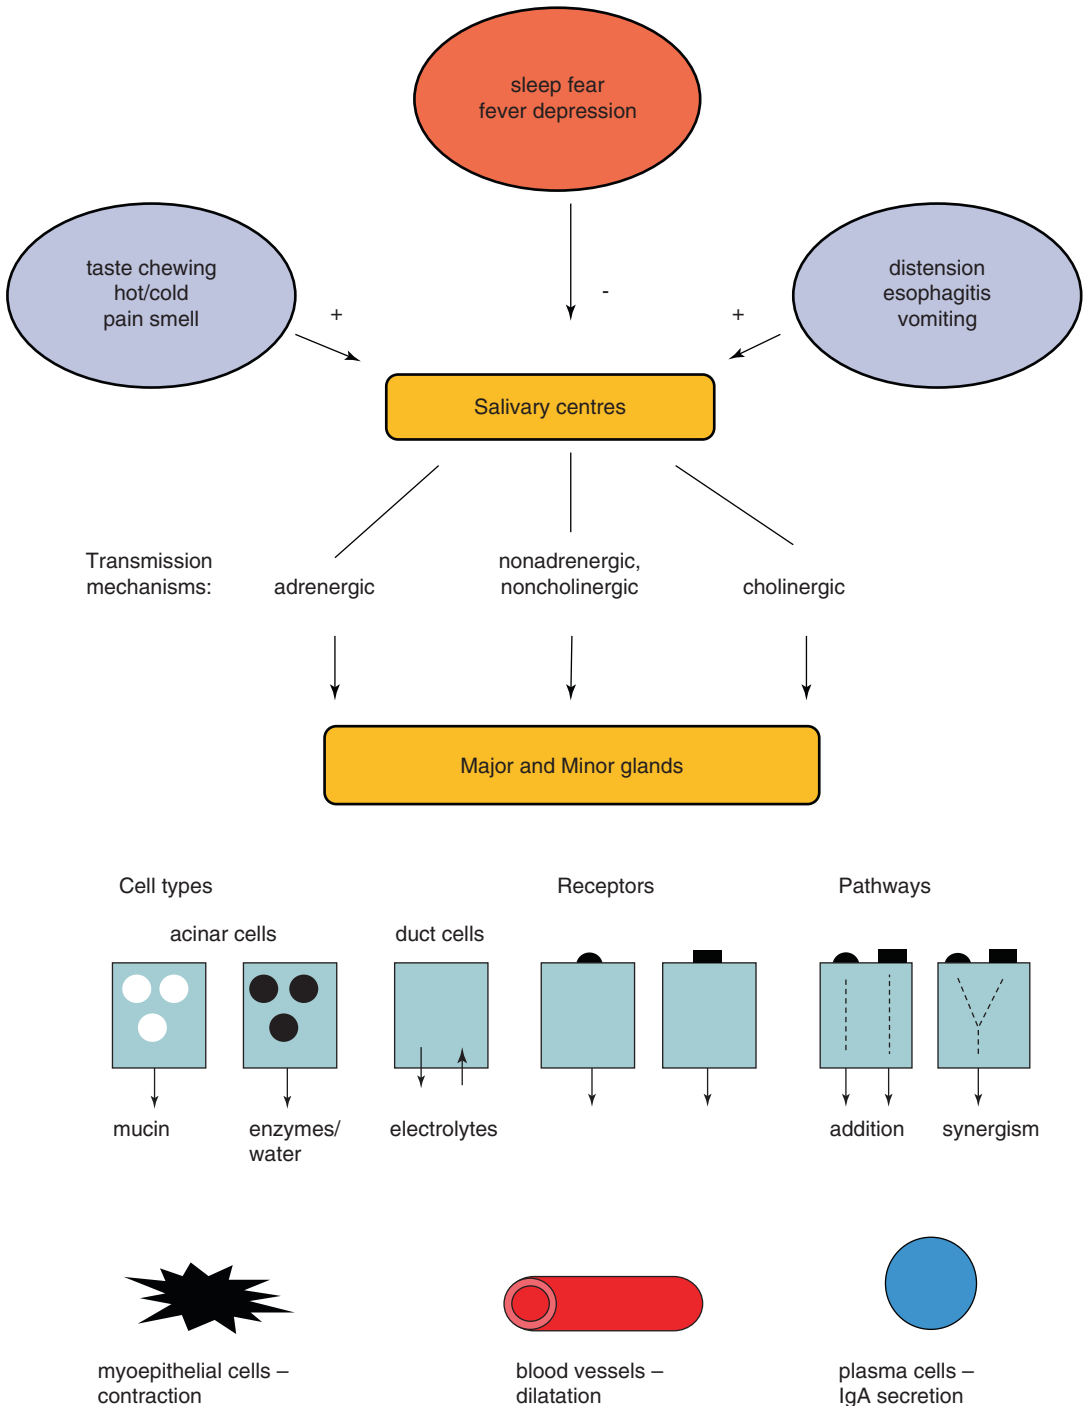 sleep fear
fever depression
taste chewing
hot/cold
pain smell
distension
esophagitis
vomiting
+
-
+
Salivary centres
Transmission
mechanisms:
adrenergic
nonadrenergic,
noncholinergic
cholinergic
Major and Minor glands
Cell types
Receptors
Pathways
acinar cells
duct cells
mucin
enzymes/
water
electrolytes
addition
synergism
myoepithelial cells –
contraction
blood vessels –
dilatation
plasma cells –
IgA secretion